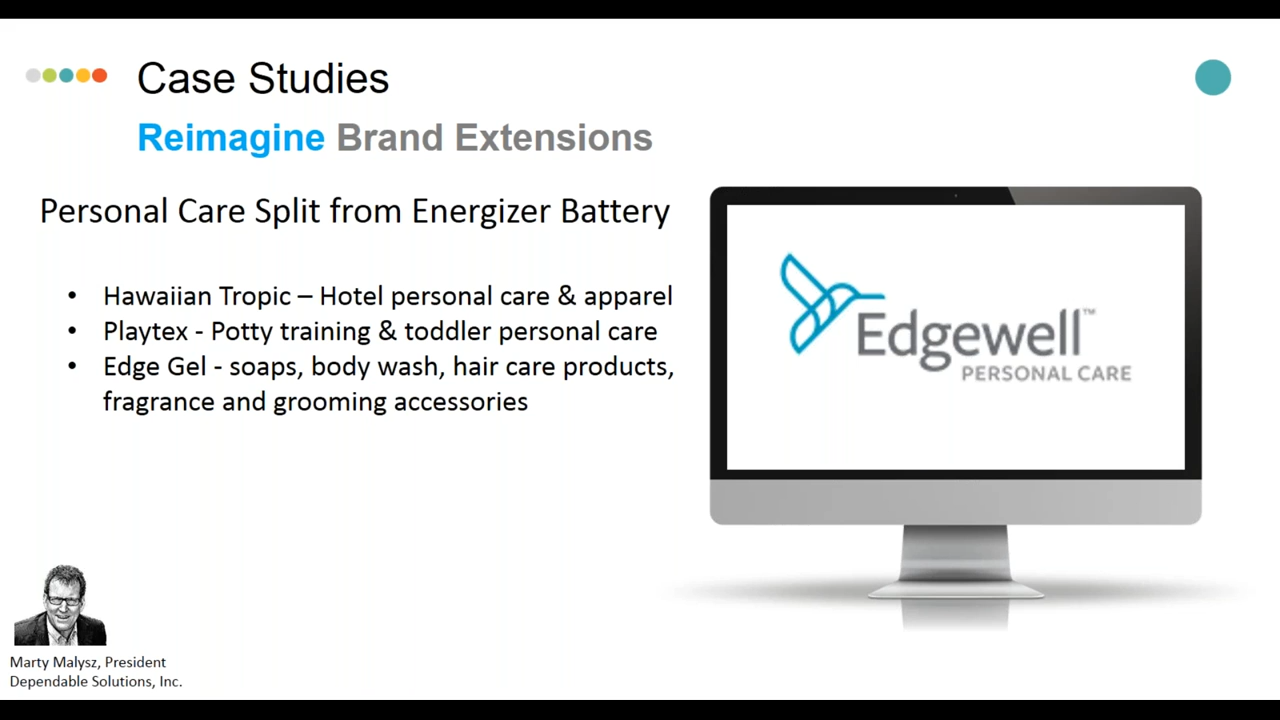 Case Studies
Reimagine Brand Extensions
Personal Care Split from Energizer Battery
• Hawaiian Tropic – Hotel personal care & apparel
• Playtex - Potty training & toddler personal care
• Edge Gel - soaps, body wash, hair care products,
fragrance and grooming accessories
Edgewell™
PERSONAL CARE
Marty Malysz, President
Dependable Solutions, Inc.